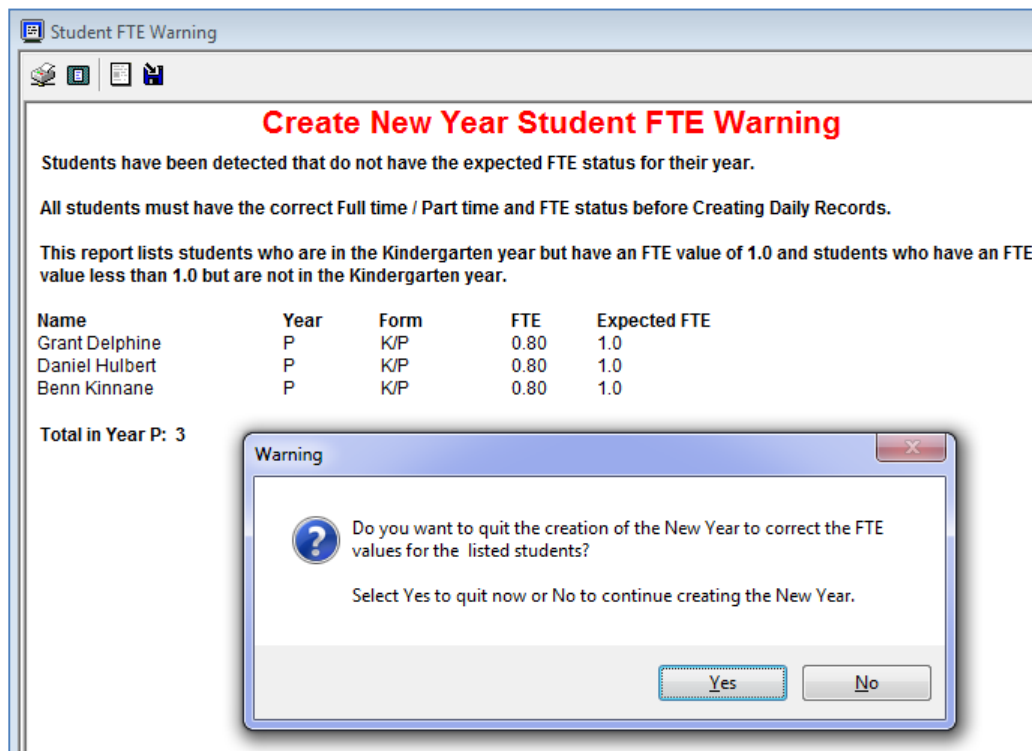 Student FTE Warning
Create New Year Student FTE Warning
Students have been detected that do not have the expected FTE status for their year.
All students must have the correct Full time / Part time and FTE status before Creating Daily Records.
This report lists students who are in the Kindergarten year but have an FTE value of 1.0 and students who have an FTE
value less than 1.0 but are not in the Kindergarten year.
Name Year Form FTE Expected FTE
Grant Delphine P K/P 0.80 1.0
Daniel Hulbert P K/P 0.80 1.0
Benn Kinnane P K/P 0.80 1.0
Total in Year P: 3
Warning
Do you want to quit the creation of the New Year to correct the FTE
values for the listed students?
Select Yes to quit now or No to continue creating the New Year.
Yes No